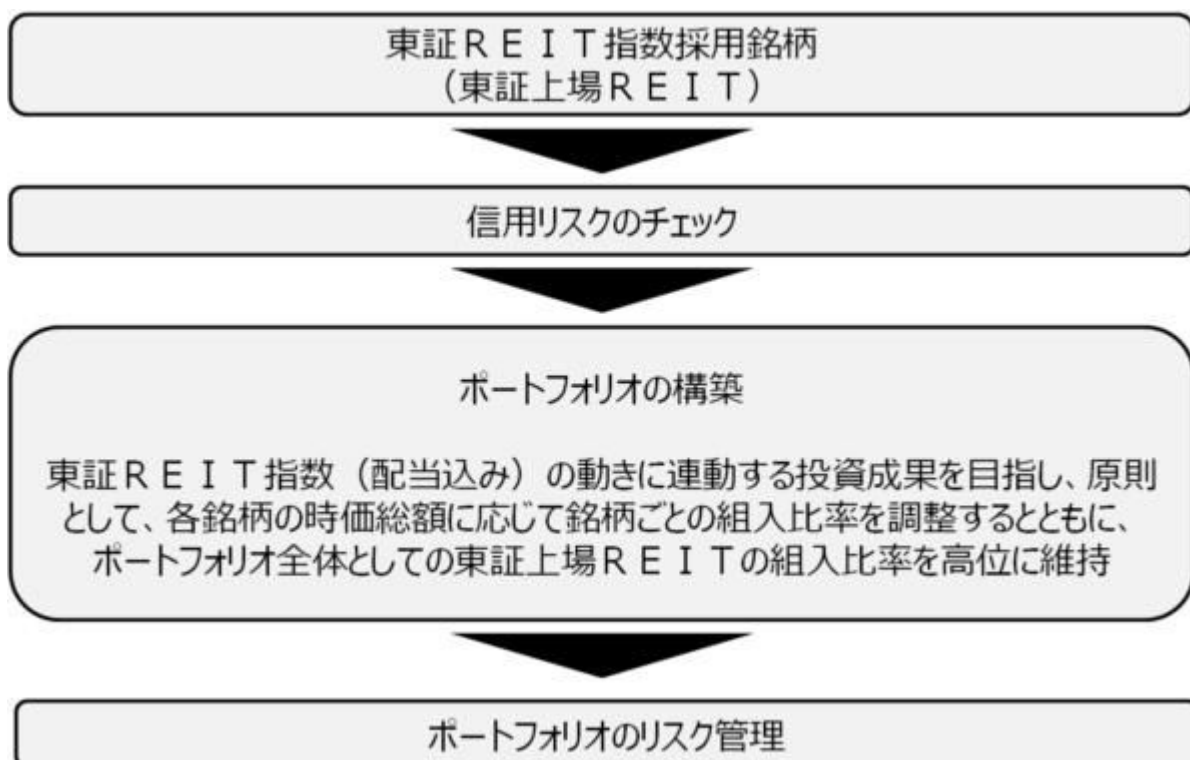 東証ＲＥＩＴ指数採用銘柄
（東証上場ＲＥＩＴ）
信用リスクのチェック
ポートフォリオの構築
東証ＲＥＩＴ指数（配当込み）の動きに連動する投資成果を目指し、原則
として、各銘柄の時価総額に応じて銘柄ごとの組入比率を調整するとともに、
ポートフォリオ全体としての東証上場ＲＥＩＴの組入比率を高位に維持
ポートフォリオのリスク管理